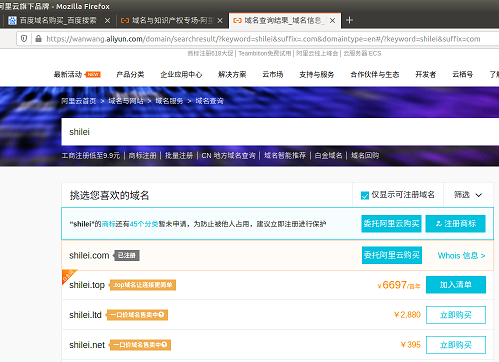 阿里云旗下品牌 - Mozilla Firefox
百度域名购买_百度搜索
域名与知识产权专场-阿里
域名查询结果_域名信息_
https://wanwang.aliyun.com/domain/searchresult/?keyword=shilei&suffix=.com&domaintype=en#/?keyword=shilei&suffix=com
商标注册618大促 | Teambition免费试用 | 阿里云线上峰会 | 云服务器 ECS
最新活动 NEW 产品分类 企业应用中心 解决方案 云市场 支持与服务 合作伙伴与生态 开发者 云栖号 了解
阿里云首页 > 域名与网站 > 域名服务 > 域名查询
shilei
工商注册低至9.9元 | 商标注册 | 批量注册 | CN 地方域名查询 | 域名智能推荐 | 白金域名 | 域名回购
挑选您喜欢的域名
仅显示可注册域名
筛选
"shilei"的商标还有45个分类暂未申请，为防止被他人占用，建议立即注册进行保护
委托阿里云购买
注册商标
shilei.com 已注册
委托阿里云购买
Whois 信息 >
shilei.top .top域名让连接更简单
¥6697/首年
加入清单
shilei.ltd 一口价域名售卖中
¥2,880
立即购买
shilei.net 一口价域名售卖中
¥395
立即购买